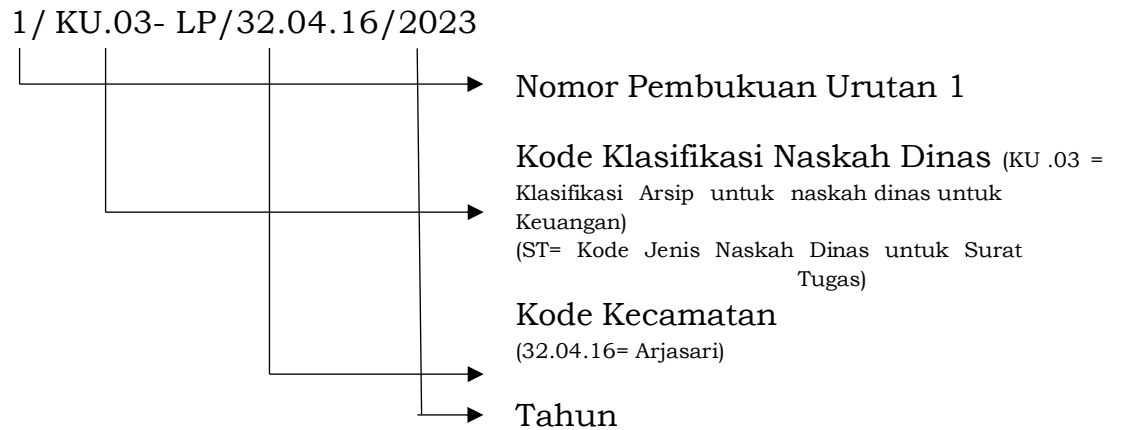 1/ KU.03- LP/32.04.16/2023
Nomor Pembukuan Urutan 1
Kode Klasifikasi Naskah Dinas (KU .03 =
Klasifikasi Arsip untuk naskah dinas untuk
Keuangan)
(ST= Kode Jenis Naskah Dinas untuk Surat
Tugas)
Kode Kecamatan
(32.04.16= Arjasari)
Tahun